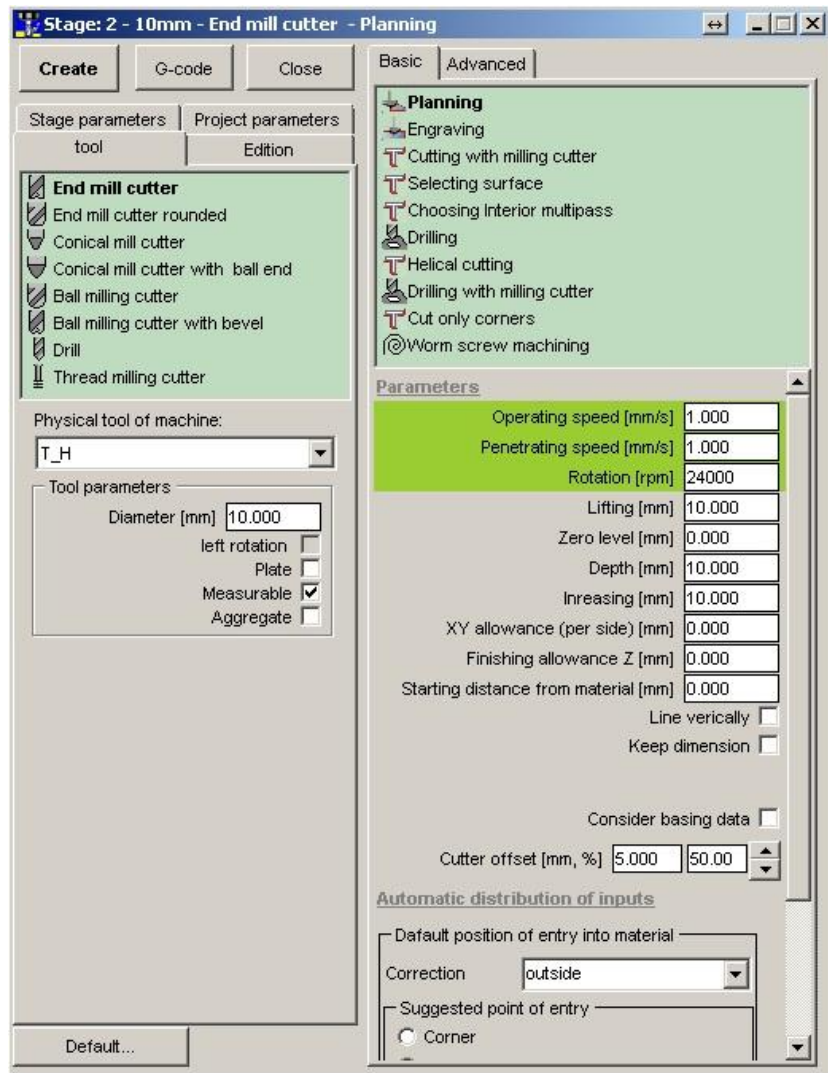 Stage: 2 - 10mm - End mill cutter - Planning
Create
G-code
Close
Stage parameters
Project parameters
tool
Edition
End mill cutter
End mill cutter rounded
Conical mill cutter
Conical mill cutter with ball end
Ball milling cutter
Ball milling cutter with bevel
Drill
Thread milling cutter
Physical tool of machine:
T_H
Tool parameters
Diameter [mm] 10.000
left rotation
Plate
Measurable
Aggregate
Default...
Basic
Advanced
Planning
Engraving
Cutting with milling cutter
Selecting surface
Choosing Interior multipass
Drilling
Helical cutting
Drilling with milling cutter
Cut only corners
Worm screw machining
Parameters
Operating speed [mm/s] 1.000
Penetrating speed [mm/s] 1.000
Rotation [rpm] 24000
Lifting [mm] 10.000
Zero level [mm] 0.000
Depth [mm] 10.000
Inreasing [mm] 10.000
XY allowance (per side) [mm] 0.000
Finishing allowance Z [mm] 0.000
Starting distance from material [mm] 0.000
Line verically
Keep dimension
Consider basing data
Cutter offset [mm, %] 5.000 50.00
Automatic distribution of inputs
Dafault position of entry into material
Correction outside
Suggested point of entry
Corner